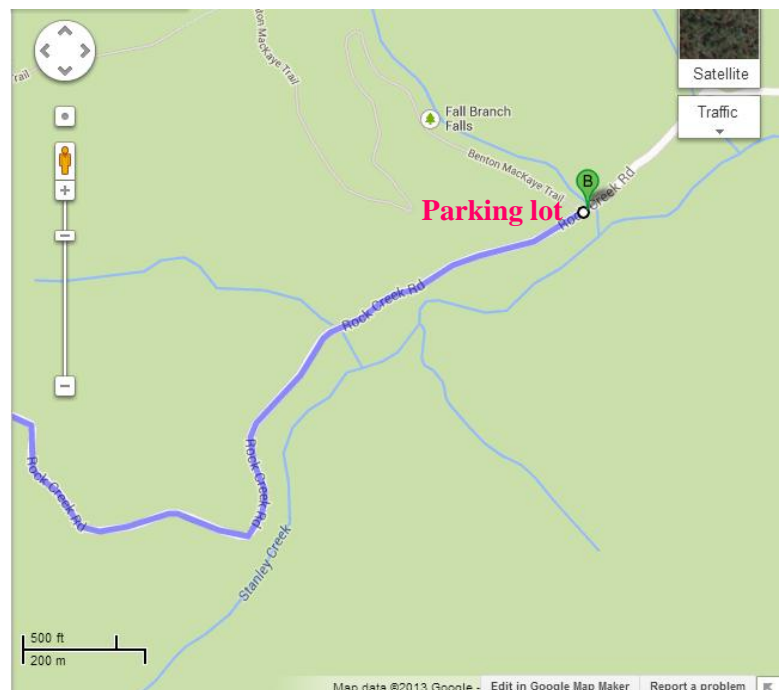 Satellite
Traffic
rail
ton MacKaye Trail
Fall Branch
Falls
Benton MacKaye Trail
B
Parking lot
Rock Creek Rd
Rock Creek Rd
Rock Creek Rd
Rock Creek Rd
Stanley Creek
500 ft
200 m
Map data ©2013 Google - Edit in Google Map Maker Report a problem